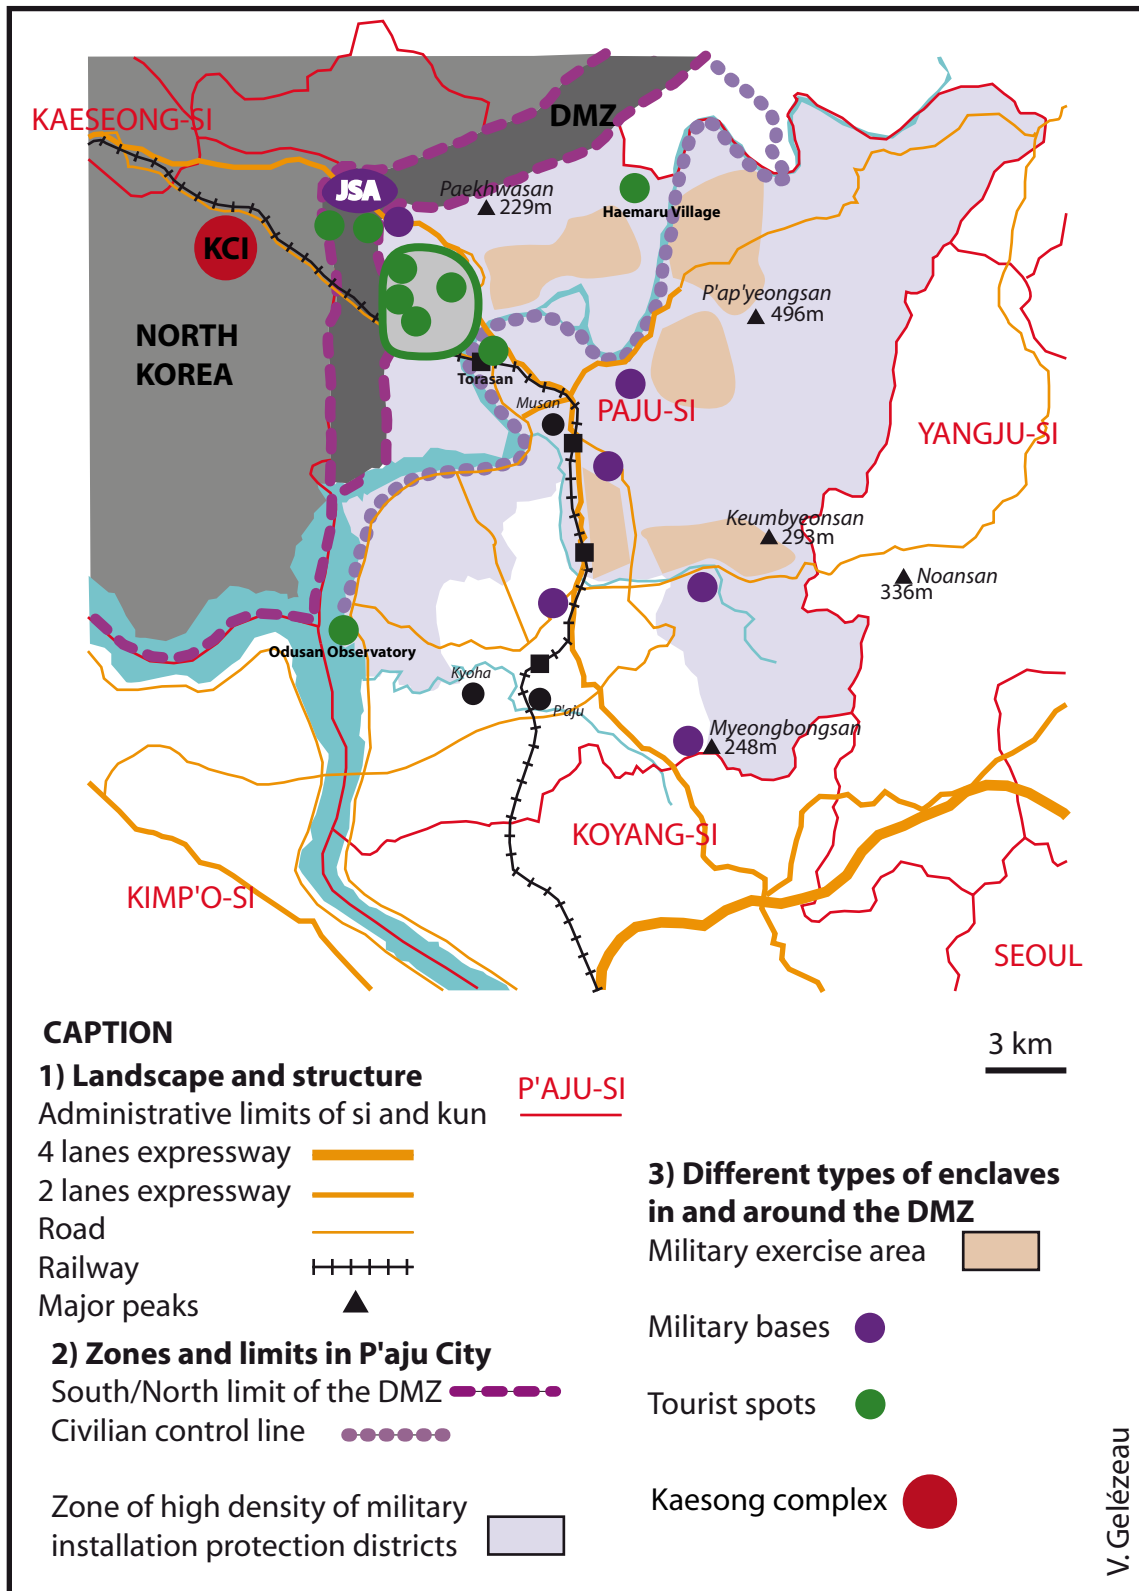 KAESEONG-SI
DMZ
JSA
Paekhwasan
229m
Haemaru Village
KCI
P'ap'yeongsan
496m
NORTH
KOREA
Torasan
Musan
PAJU-SI
YANGJU-SI
Keumbyeonsan
293m
Noansan
336m
Odusan Observatory
Kyoha
P'aju
Myeongbongsan
248m
KOYANG-SI
KIMP'O-SI
SEOUL
CAPTION
3 km
1) Landscape and structure
P'AJU-SI
Administrative limits of si and kun
4 lanes expressway
2 lanes expressway
Road
Railway
Major peaks
2) Zones and limits in P'aju City
South/North limit of the DMZ
Civilian control line
Zone of high density of military
installation protection districts
3) Different types of enclaves
in and around the DMZ
Military exercise area
Military bases
Tourist spots
Kaesong complex
V. Gelézeau